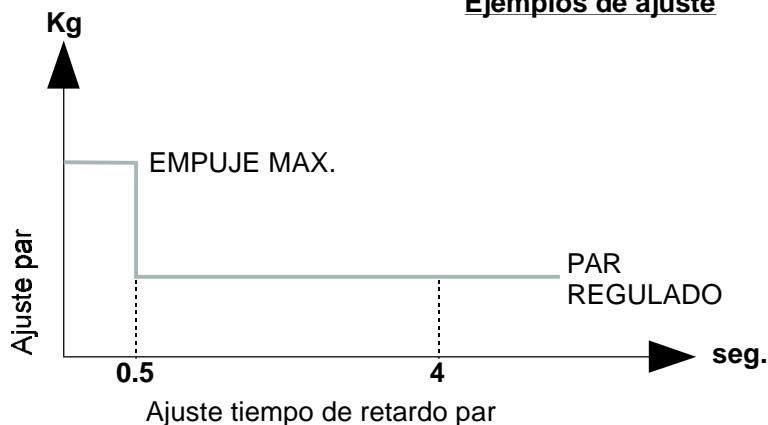 Ejemplos de ajuste
Kg
EMPUJE MAX.
Ajuste par
PAR
REGULADO
seg.
0.5
4
Ajuste tiempo de retardo par